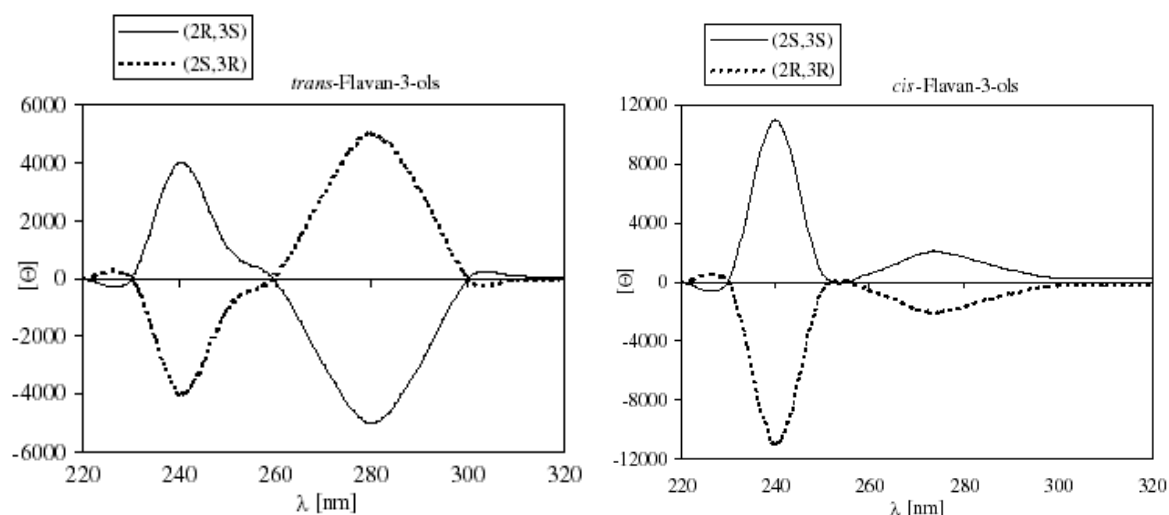 (2R,3S)
(2S,3R)
trans-Flavan-3-ols
6000
4000
2000
0
-2000
-4000
-6000
[Θ]
220 240 260 280 300 320
λ [nm]
(2S,3S)
(2R,3R)
cis-Flavan-3-ols
12000
8000
4000
0
-4000
-8000
-12000
[Θ]
220 240 260 280 300 320
λ [nm]